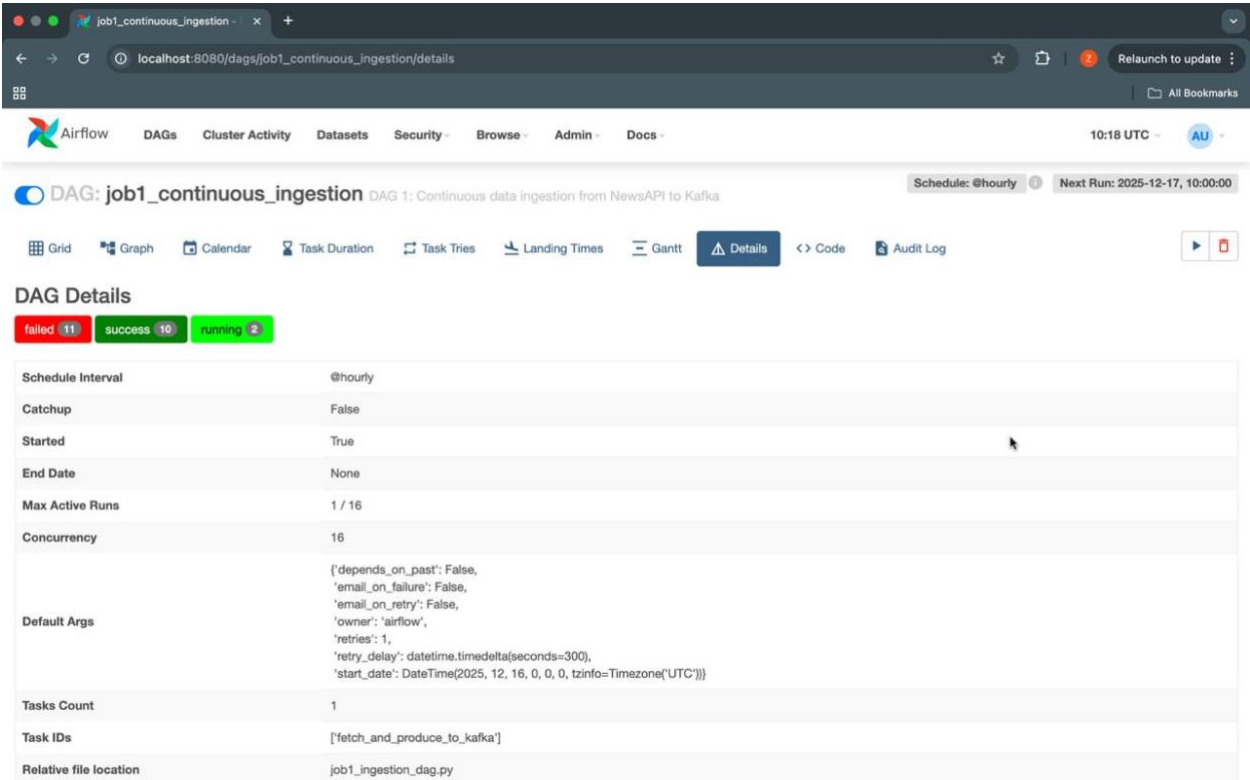 job1_continuous_ingestion -
localhost:8080/dags/job1_continuous_ingestion/details
2
Relaunch to update
All Bookmarks
Airflow
DAGs
Cluster Activity
Datasets
Security
Browse
Admin
Docs
10:18 UTC
AU
DAG: job1_continuous_ingestion DAG 1: Continuous data ingestion from NewsAPI to Kafka
Schedule: @hourly
Next Run: 2025-12-17, 10:00:00
Grid
Graph
Calendar
Task Duration
Task Tries
Landing Times
Gantt
Details
Code
Audit Log
DAG Details
failed 11
success 10
running 2
Schedule Interval @hourly
Catchup False
Started True
End Date None
Max Active Runs 1 / 16
Concurrency 16
Default Args
{'depends_on_past': False,
'email_on_failure': False,
'email_on_retry': False,
'owner': 'airflow',
'retries': 1,
'retry_delay': datetime.timedelta(seconds=300),
'start_date': DateTime(2025, 12, 16, 0, 0, 0, tzinfo=Timezone('UTC'))}
Tasks Count 1
Task IDs ['fetch_and_produce_to_kafka']
Relative file location job1_ingestion_dag.py